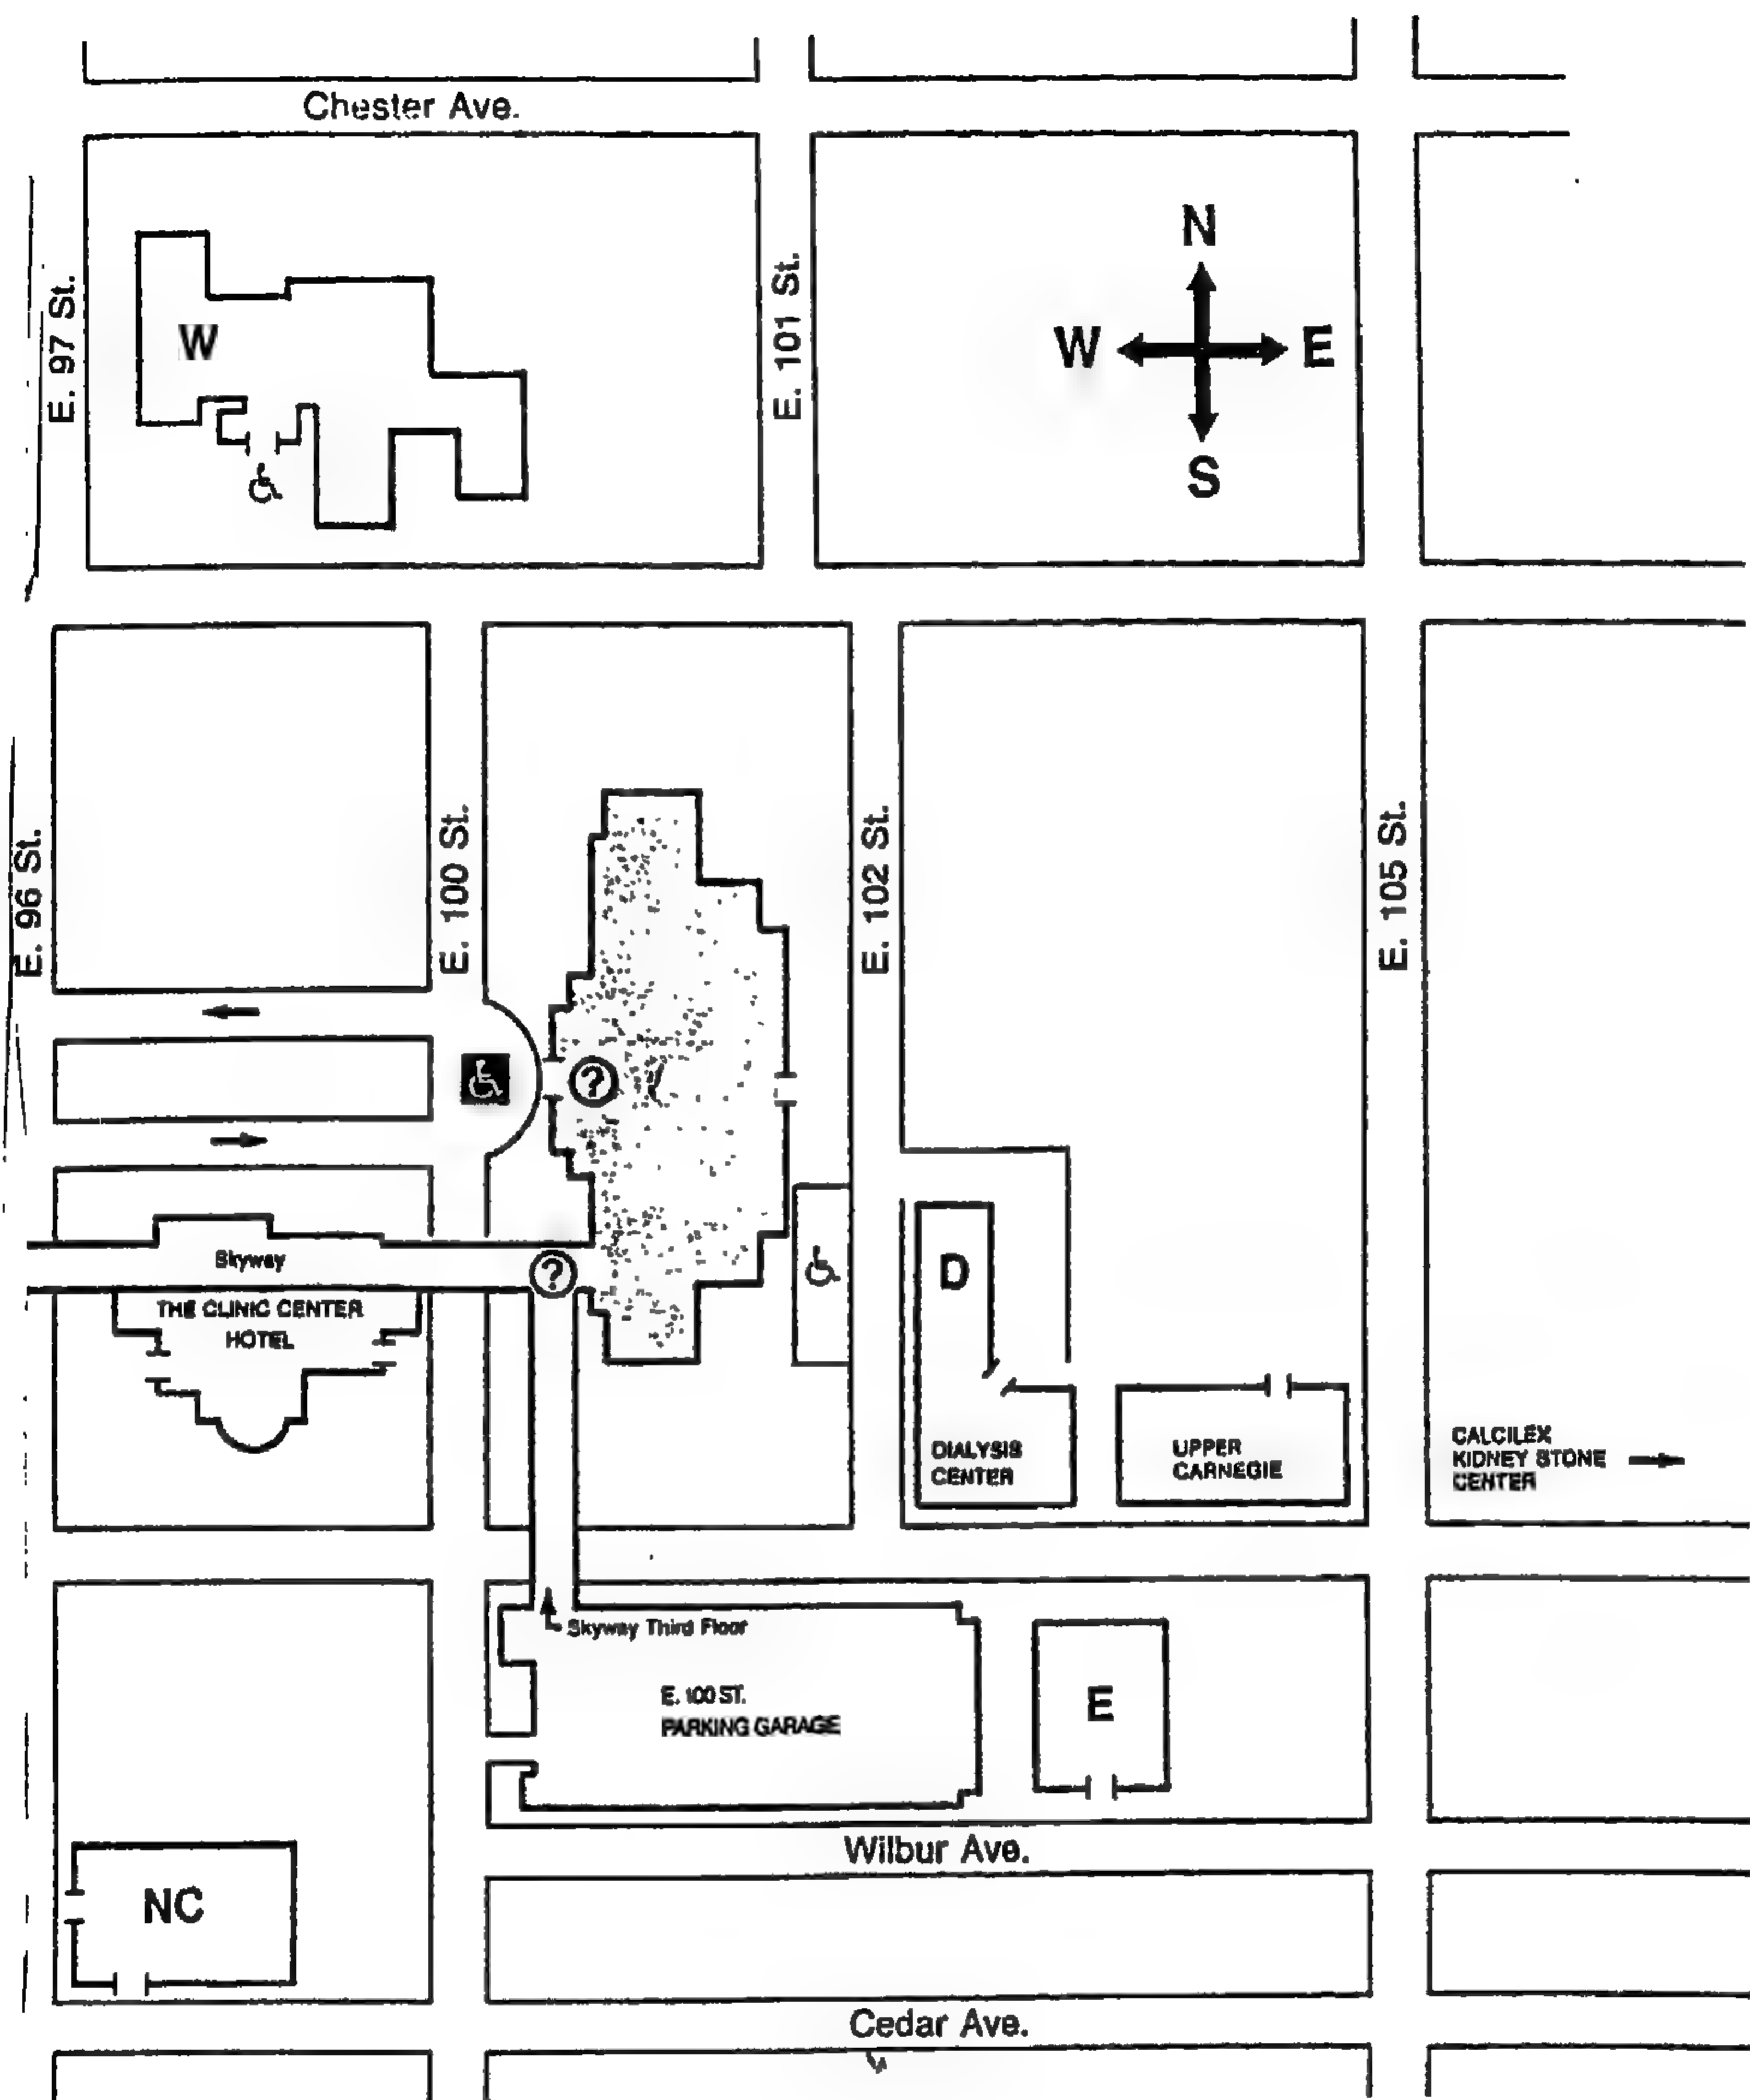 Chester Ave.
E. 97 St.
W
E. 101 St.
N
W E
S
E. 96 St.
E. 100 St.
E. 102 St.
E. 105 St.
?
Skyway
?
THE CLINIC CENTER
HOTEL
D
DIALYSIS
CENTER
UPPER
CARNEGIE
CALCILEX
KIDNEY STONE
CENTER
Skyway Third Floor
E. 100 ST.
PARKING GARAGE
E
Wilbur Ave.
NC
Cedar Ave.